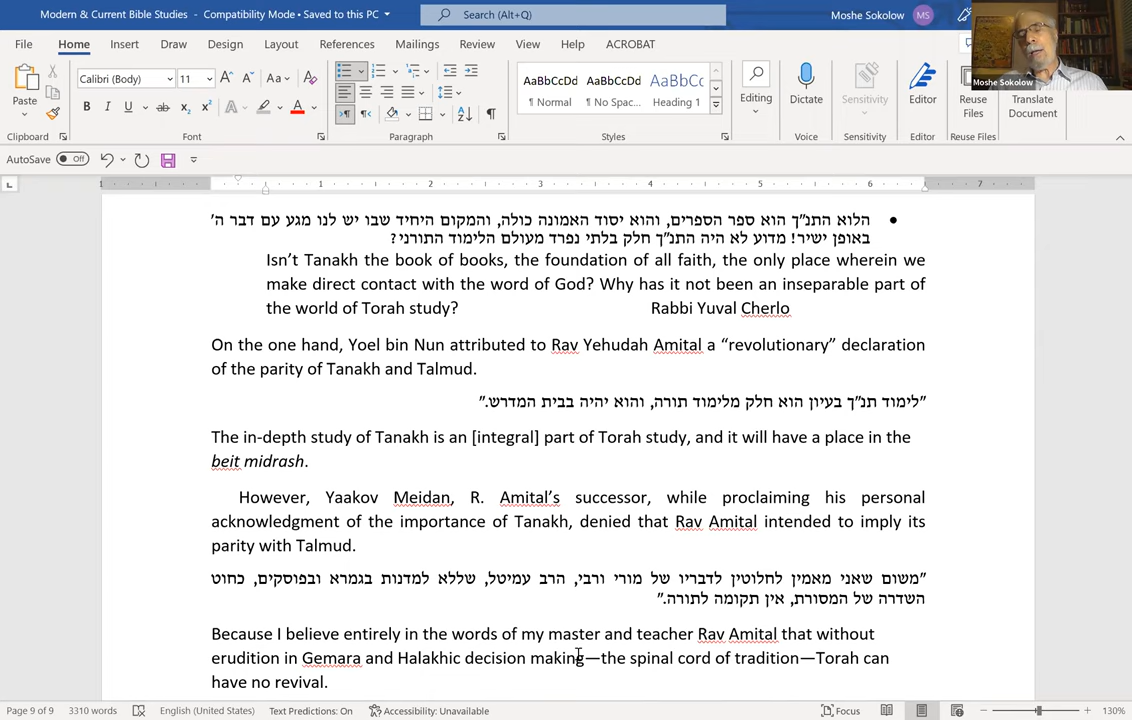 Modern & Current Bible Studies - Compatibility Mode • Saved to this PC
Search (Alt+Q)
Moshe Sokolow
MS
File Home Insert Draw Design Layout References Mailings Review View Help ACROBAT
Paste
Calibri (Body) 11
AaBbCcDd AaBbCcDd AaBbCc
¶ Normal ¶ No Spac... Heading 1
Editing
Dictate
Sensitivity
Editor
Reuse Files
Translate Document
Moshe Sokolow
Clipboard Font Paragraph Styles Voice Sensitivity Editor Reuse Files
AutoSave Off
1 1 2 3 4 5 6 7
• הלוא התנ"ך הוא ספר הספרים, והוא יסוד האמונה כולה, והמקום היחיד שבו יש לנו מגע עם דבר ה'
באופן ישיר! מדוע לא היה התנ"ך חלק בלתי נפרד מעולם הלימוד התורני?
Isn't Tanakh the book of books, the foundation of all faith, the only place wherein we
make direct contact with the word of God? Why has it not been an inseparable part of
the world of Torah study? Rabbi Yuval Cherlo
On the one hand, Yoel bin Nun attributed to Rav Yehudah Amital a “revolutionary” declaration
of the parity of Tanakh and Talmud.
"לימוד תנ"ך בעיון הוא חלק מלימוד תורה, והוא יהיה בבית המדרש."
The in-depth study of Tanakh is an [integral] part of Torah study, and it will have a place in the
beit midrash.
However, Yaakov Meidan, R. Amital’s successor, while proclaiming his personal
acknowledgment of the importance of Tanakh, denied that Rav Amital intended to imply its
parity with Talmud.
"משום שאני מאמין לחלוטין לדבריו של מורי ורבי, הרב עמיטל, שללא למדנות בגמרא ובפוסקים, כחוט
השדרה של המסורת, אין תקומה לתורה."
Because I believe entirely in the words of my master and teacher Rav Amital that without
erudition in Gemara and Halakhic decision making—the spinal cord of tradition—Torah can
have no revival.
Page 9 of 9 3310 words English (United States) Text Predictions: On Accessibility: Unavailable Focus 130%